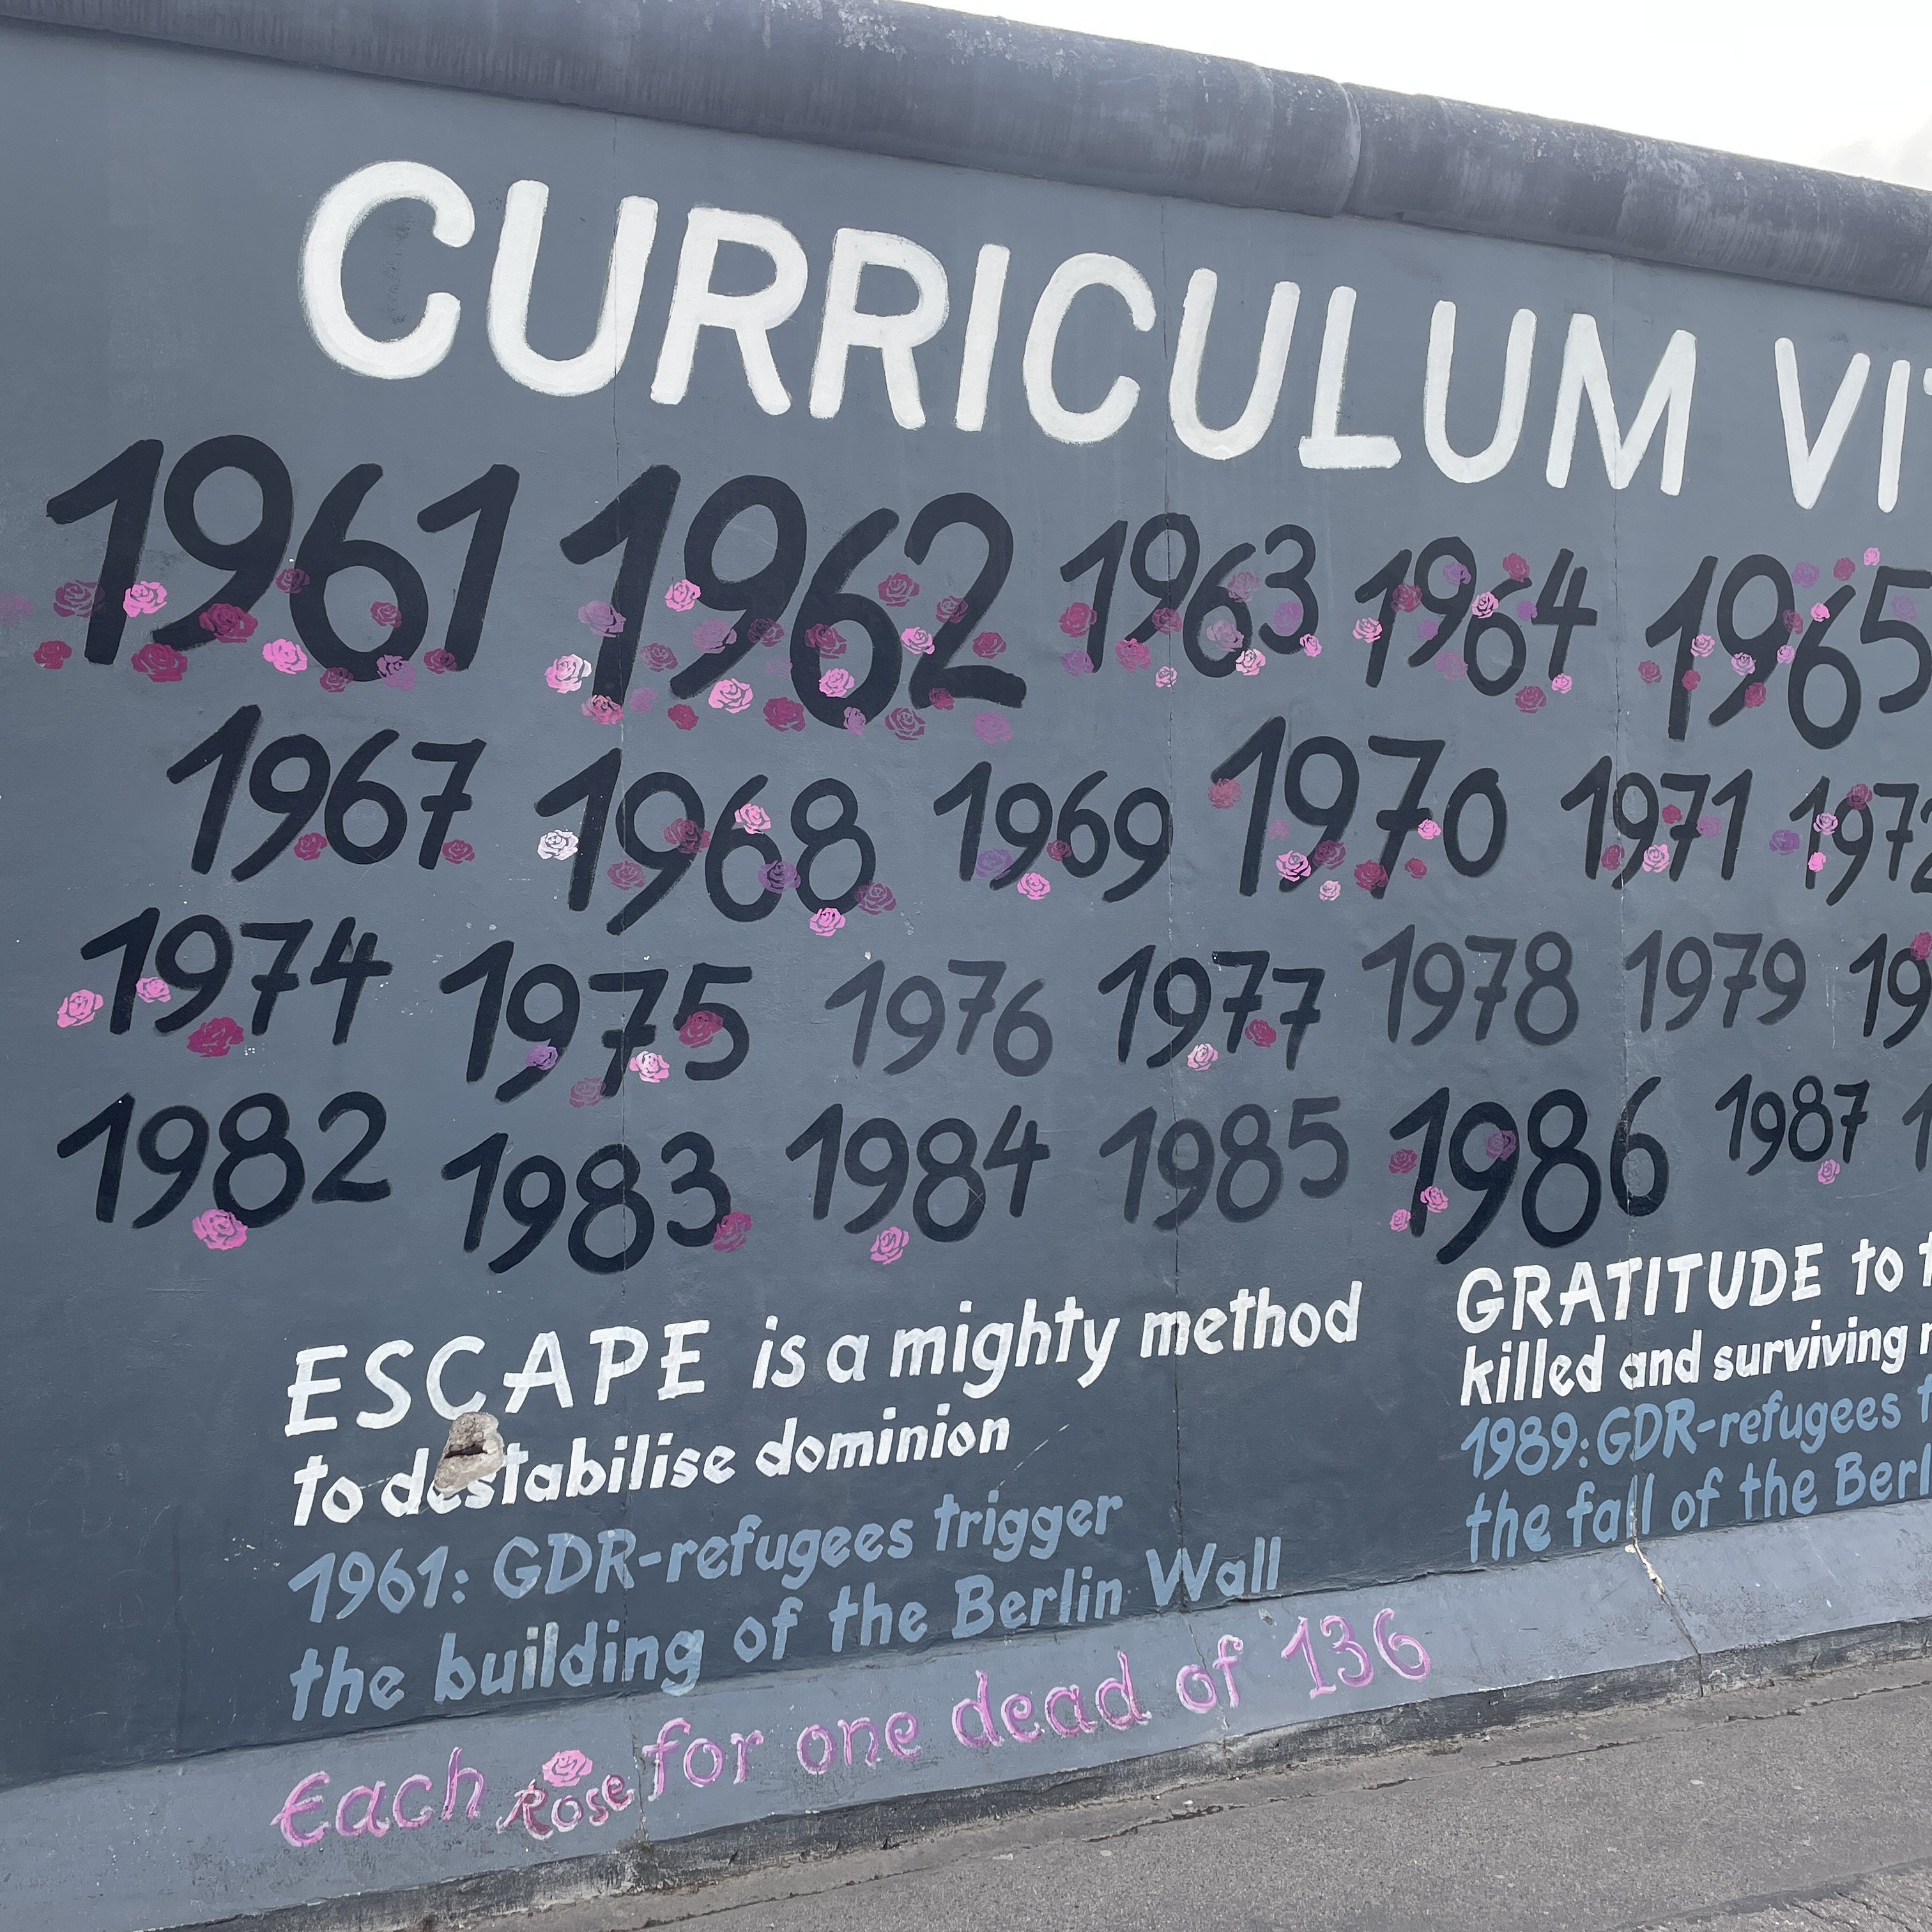 CURRICULUM
1961 1962 1963 1964 1965
1967 1968 1969 1970 1971 1972
1974 1975 1976 1977 1978 1979
1982 1983 1984 1985 1986 1987
ESCAPE is a mighty method
to destabilise dominion
1961: GDR-refugees trigger
the building of the Berlin Wall
GRATITUDE to
killed and surviving
1989: GDR-refugees
the fall of the
Each Rose for one dead of 136